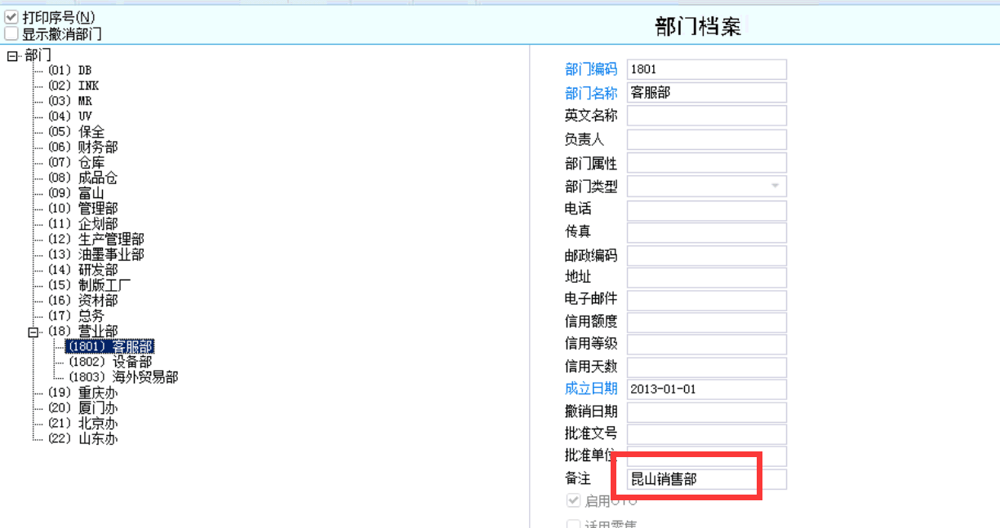 打印序号(N)
显示撤消部门
部门档案
部门
(01) DB
(02) INK
(03) MR
(04) UV
(05) 保全
(06) 财务部
(07) 仓库
(08) 成品仓
(09) 富山
(10) 管理部
(11) 企划部
(12) 生产管理部
(13) 油墨事业部
(14) 研发部
(15) 制版工厂
(16) 资材部
(17) 总务
(18) 营业部
(1801) 客服部
(1802) 设备部
(1803) 海外贸易部
(19) 重庆办
(20) 厦门办
(21) 北京办
(22) 山东办
部门编码 1801
部门名称 客服部
英文名称
负责人
部门属性
部门类型
电话
传真
邮政编码
地址
电子邮件
信用额度
信用等级
信用天数
成立日期 2013-01-01
撤销日期
批准文号
批准单位
备注 昆山销售部
启用
适用零售